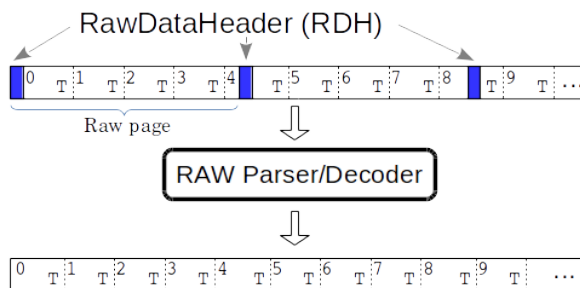 RawDataHeader (RDH)
0 T 1 T 2 T 3 T 4 T 5 T 6 T 7 T 8 T 9 T ...
Raw page
RAW Parser/Decoder
0 T 1 T 2 T 3 T 4 T 5 T 6 T 7 T 8 T 9 T ...